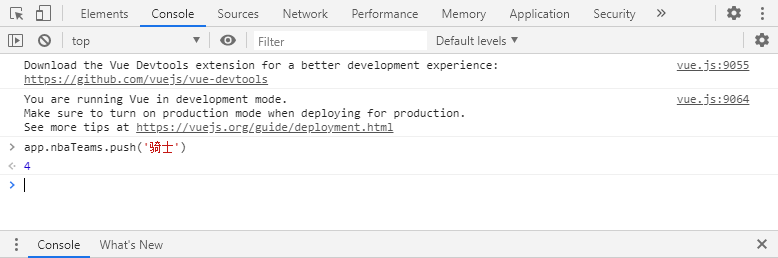 Elements Console Sources Network Performance Memory Application Security »
top Filter Default levels
Download the Vue Devtools extension for a better development experience: vue.js:9055
https://github.com/vuejs/vue-devtools
You are running Vue in development mode. vue.js:9064
Make sure to turn on production mode when deploying for production.
See more tips at https://vuejs.org/guide/deployment.html
> app.nbaTeams.push('骑士')
4
>
Console What's New